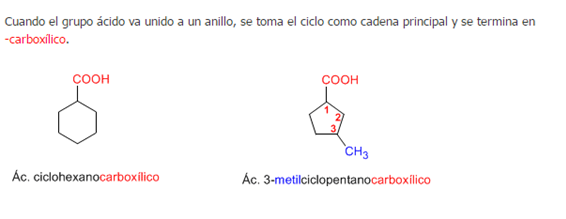 Cuando el grupo ácido va unido a un anillo, se toma el ciclo como cadena principal y se termina en
-carboxílico.
COOH
COOH
1
2
3
CH3
Ác. ciclohexanocarboxílico
Ác. 3-metilciclopentanocarboxílico